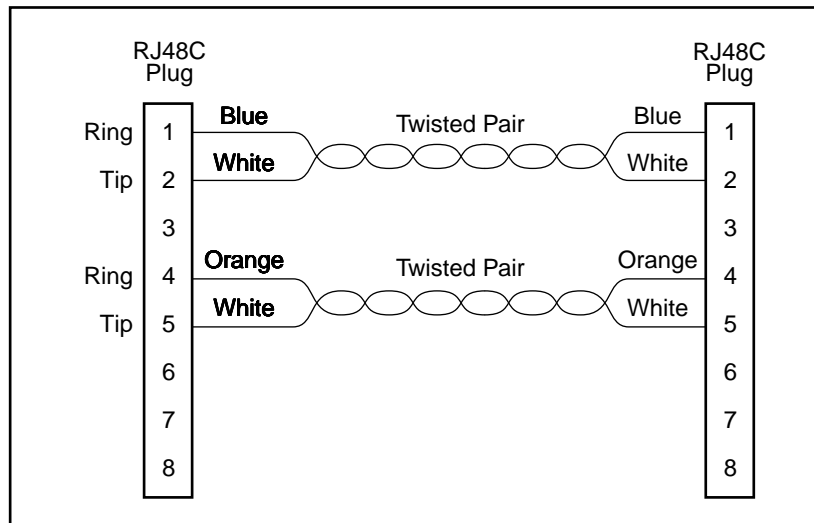 RJ48C
Plug
RJ48C
Plug
Ring 1 Blue Twisted Pair Blue 1
Tip 2 White White 2
3 3
Ring 4 Orange Twisted Pair Orange 4
Tip 5 White White 5
6 6
7 7
8 8